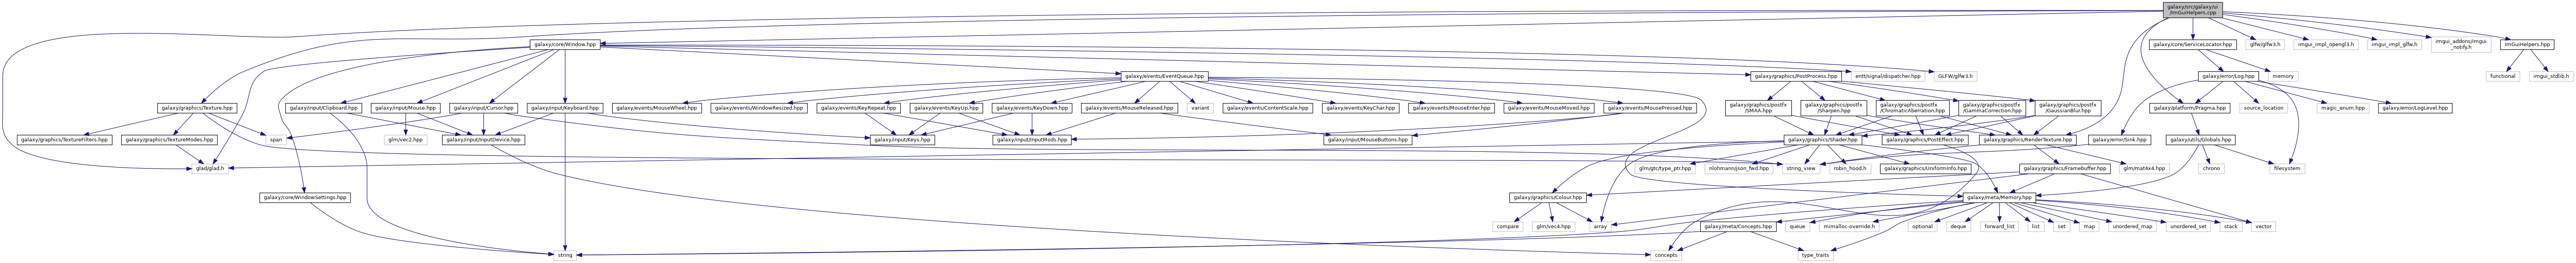 galaxy/src/galaxy/ui
/ImGuiHelpers.cpp
galaxy/core/Window.hpp
galaxy/core/ServiceLocator.hpp
glfw/glfw3.h
imgui_impl_opengl3.h
imgui_impl_glfw.h
imgui_addons/imgui
_notify.h
ImGuiHelpers.hpp
galaxy/events/EventQueue.hpp
galaxy/graphics/PostProcess.hpp
entt/signal/dispatcher.hpp
GLFW/glfw3.h
galaxy/error/Log.hpp
memory
functional
imgui_stdlib.h
galaxy/graphics/Texture.hpp
galaxy/input/Clipboard.hpp
galaxy/input/Mouse.hpp
galaxy/input/Cursor.hpp
galaxy/input/Keyboard.hpp
galaxy/events/MouseWheel.hpp
galaxy/events/WindowResized.hpp
galaxy/events/KeyRepeat.hpp
galaxy/events/KeyUp.hpp
galaxy/events/KeyDown.hpp
galaxy/events/MouseReleased.hpp
variant
galaxy/events/ContentScale.hpp
galaxy/events/KeyChar.hpp
galaxy/events/MouseEnter.hpp
galaxy/events/MouseMoved.hpp
galaxy/events/MousePressed.hpp
galaxy/graphics/postfx
/SMAA.hpp
galaxy/graphics/postfx
/Sharpen.hpp
galaxy/graphics/postfx
/ChromaticAberration.hpp
galaxy/graphics/postfx
/GammaCorrection.hpp
galaxy/graphics/postfx
/GaussianBlur.hpp
galaxy/platform/Pragma.hpp
source_location
magic_enum.hpp
galaxy/error/LogLevel.hpp
galaxy/graphics/TextureFilters.hpp
galaxy/graphics/TextureModes.hpp
span
glm/vec2.hpp
galaxy/input/InputDevice.hpp
galaxy/input/Keys.hpp
galaxy/input/InputMods.hpp
galaxy/input/MouseButtons.hpp
galaxy/graphics/Shader.hpp
galaxy/graphics/PostEffect.hpp
galaxy/graphics/RenderTexture.hpp
galaxy/error/Sink.hpp
galaxy/utils/Globals.hpp
glad/glad.h
glm/gtc/type_ptr.hpp
nlohmann/json_fwd.hpp
string_view
robin_hood.h
galaxy/graphics/UniformInfo.hpp
galaxy/graphics/Framebuffer.hpp
glm/mat4x4.hpp
chrono
filesystem
galaxy/core/WindowSettings.hpp
galaxy/graphics/Colour.hpp
galaxy/meta/Memory.hpp
compare
glm/vec4.hpp
array
galaxy/meta/Concepts.hpp
queue
mimalloc-override.h
optional
deque
forward_list
list
set
map
unordered_map
unordered_set
stack
vector
string
concepts
type_traits